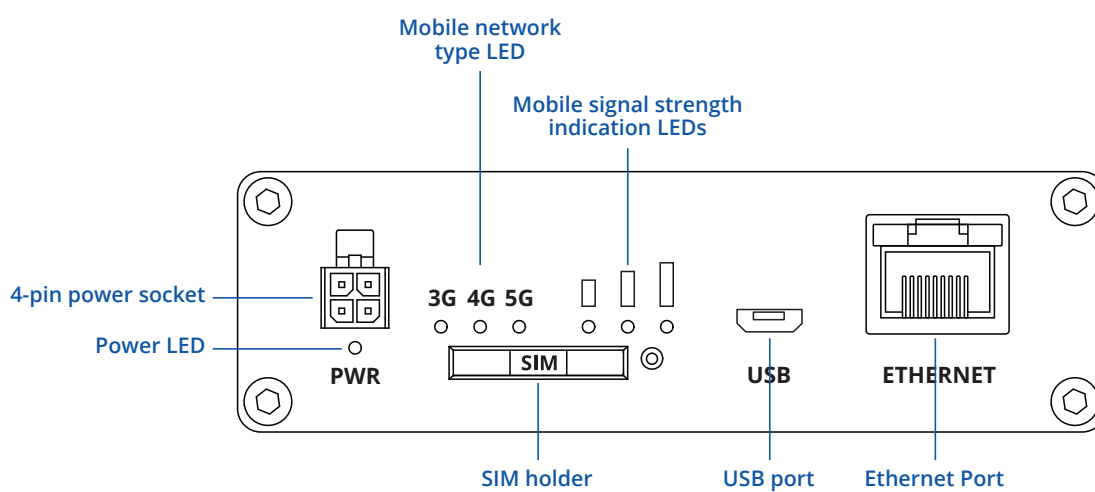 Mobile network
type LED
Mobile signal strength
indication LEDs
4-pin power socket
3G 4G 5G
Power LED
PWR
SIM
USB
ETHERNET
SIM holder
USB port
Ethernet Port